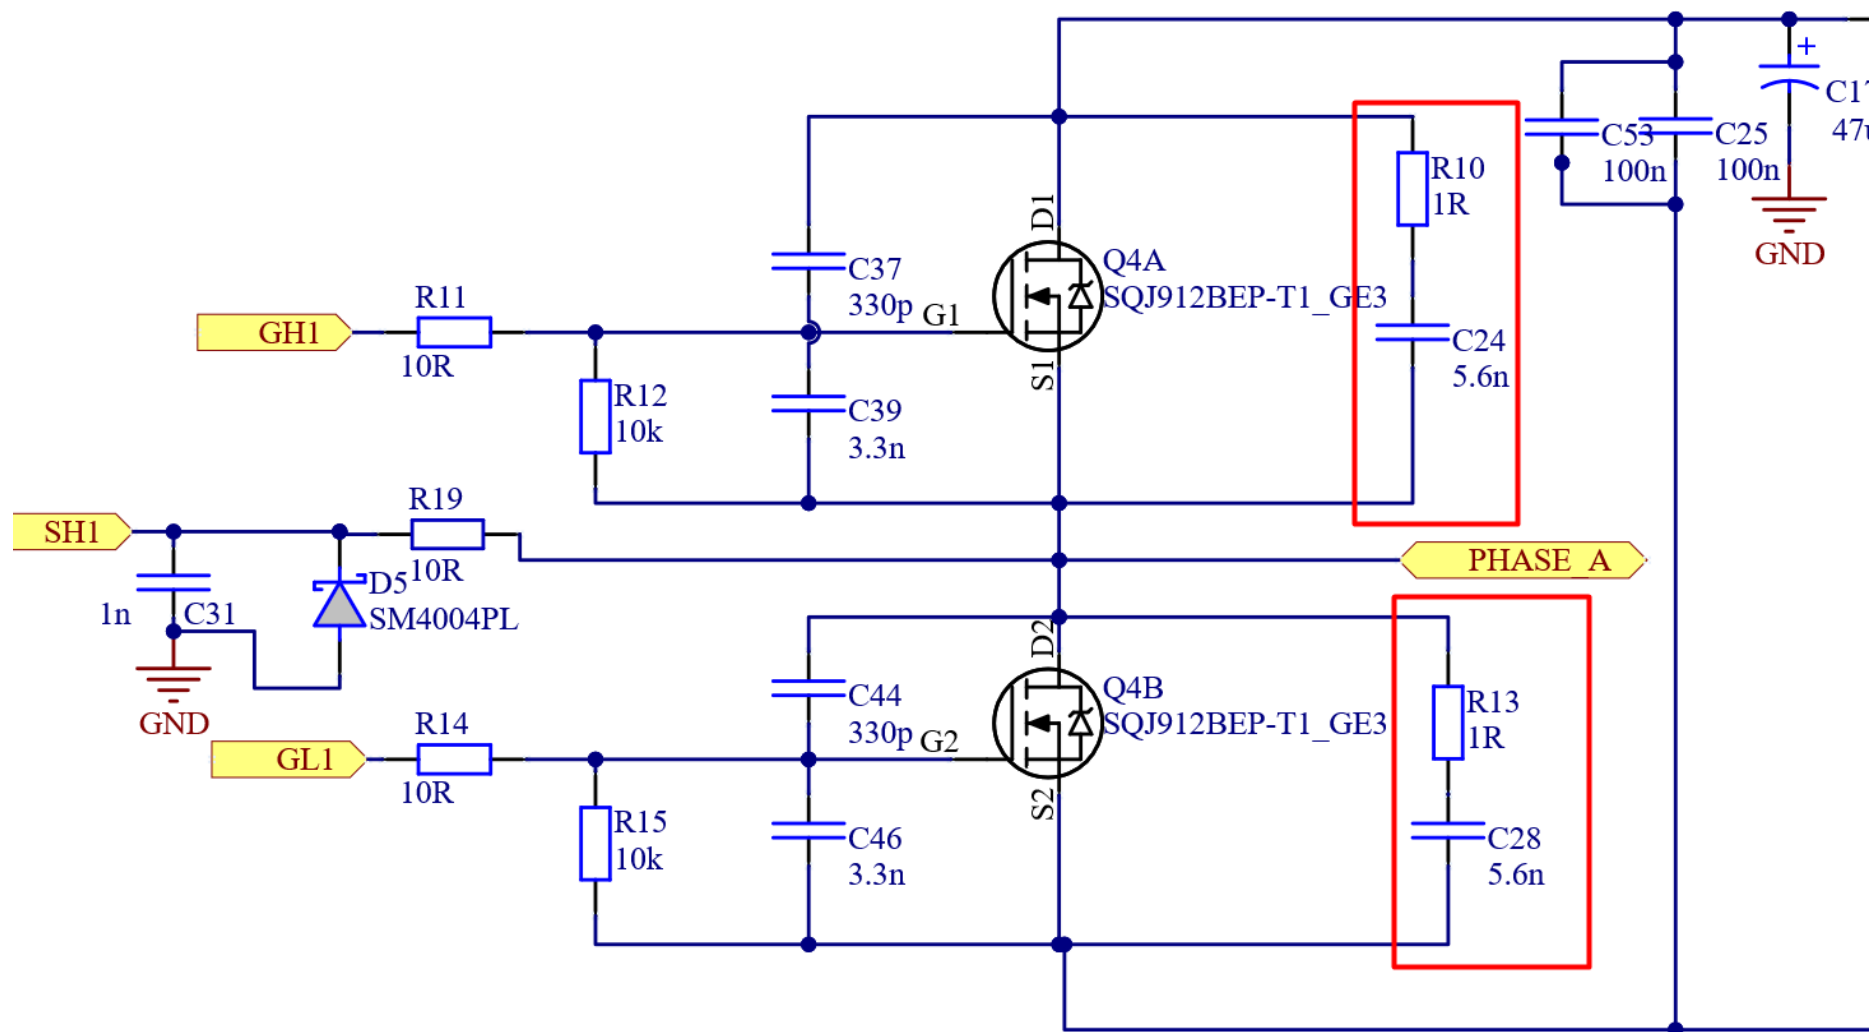 +
C53
100n
C25
100n
GND
D1
R10
1R
Q4A
SQJ912BEP-T1_GE3
C37
330p
G1
R11
GH1
10R
C24
5.6n
S1
R12
10k
C39
3.3n
R19
SH1
10R
PHASE_A
D5
SM4004PL
1n
C31
GND
D2
Q4B
SQJ912BEP-T1_GE3
C44
330p
G2
R13
1R
R14
GL1
10R
S2
R15
10k
C46
3.3n
C28
5.6n